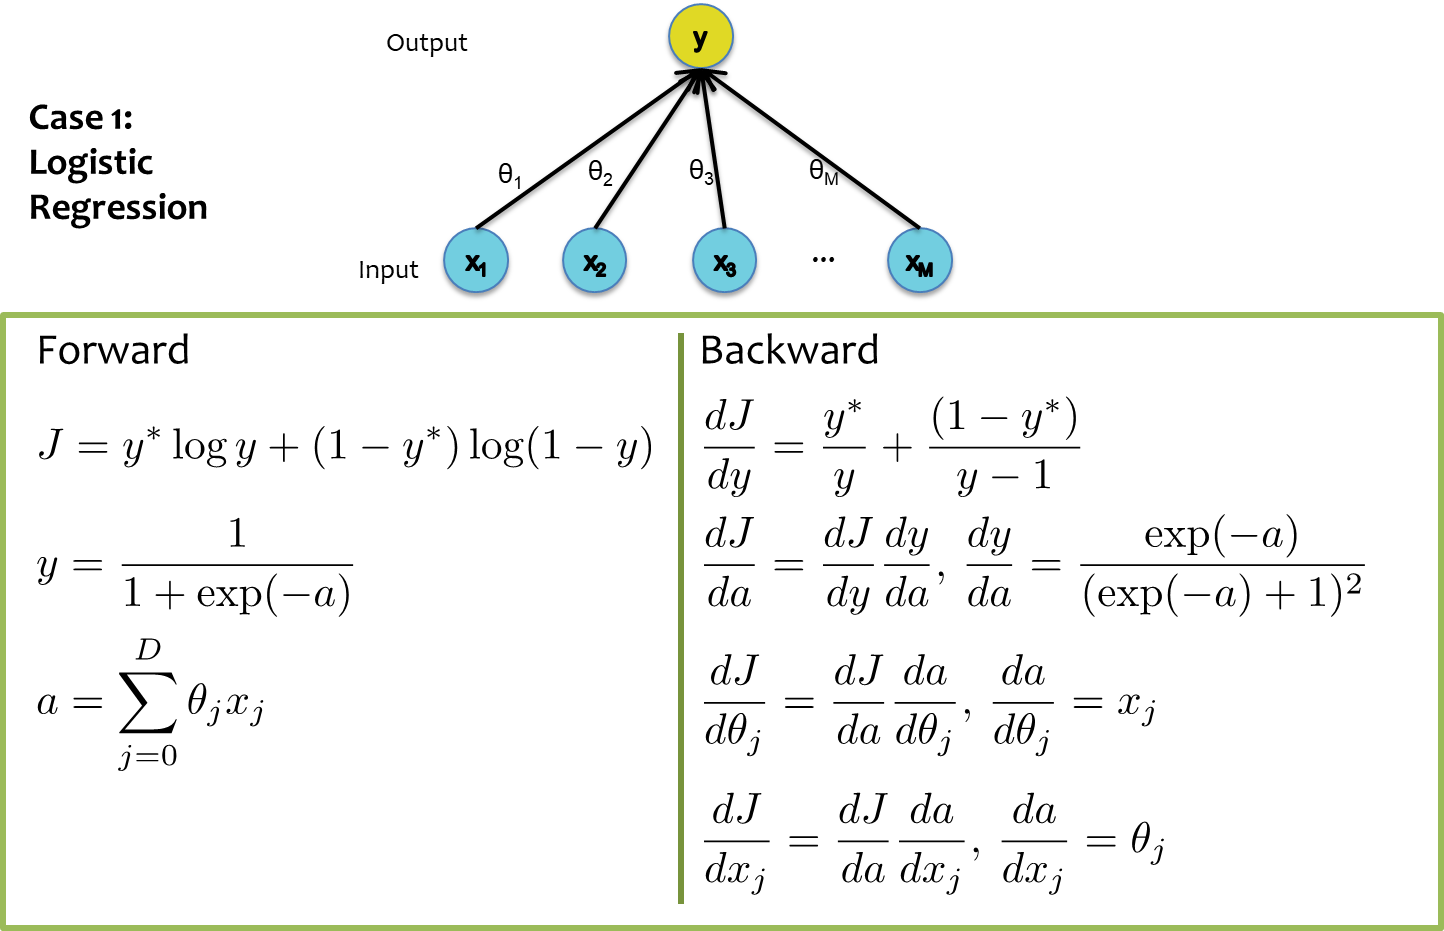 Output
y
Case 1:
Logistic
Regression
θ₁ θ₂ θ₃ θ_M
Input
x₁ x₂ x₃ ... x_M
Forward
J = y* log y + (1 − y*) log(1 − y)
y = 1 / (1 + exp(−a))
a = ∑_{j=0}^{D} θ_j x_j
Backward
dJ/dy = y*/y + (1 − y*)/(y − 1)
dJ/da = dJ/dy dy/da, dy/da = exp(−a)/(exp(−a) + 1)²
dJ/dθ_j = dJ/da da/dθ_j, da/dθ_j = x_j
dJ/dx_j = dJ/da da/dx_j, da/dx_j = θ_j